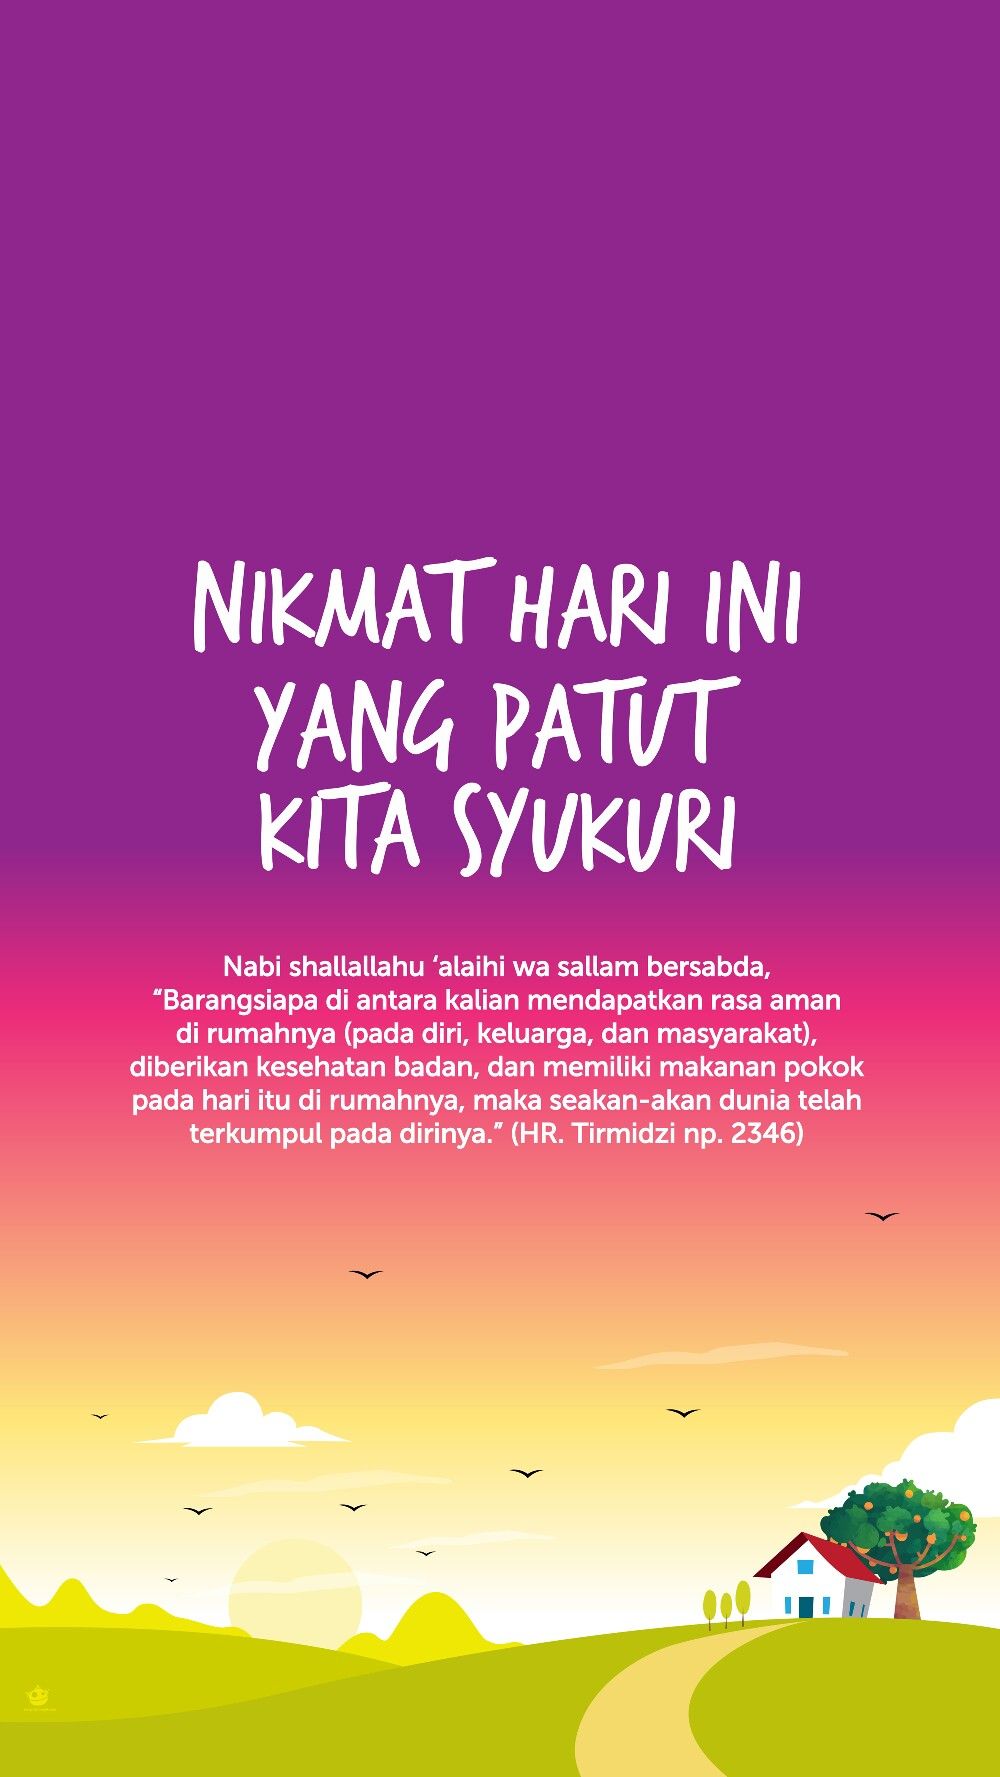 NIKMAT HARI INI
YANG PATUT
KITA SYUKURI
Nabi shallallahu ‘alaihi wa sallam bersabda,
“Barangsiapa di antara kalian mendapatkan rasa aman
di rumahnya (pada diri, keluarga, dan masyarakat),
diberikan kesehatan badan, dan memiliki makanan pokok
pada hari itu di rumahnya, maka seakan-akan dunia telah
terkumpul pada dirinya.” (HR. Tirmidzi np. 2346)